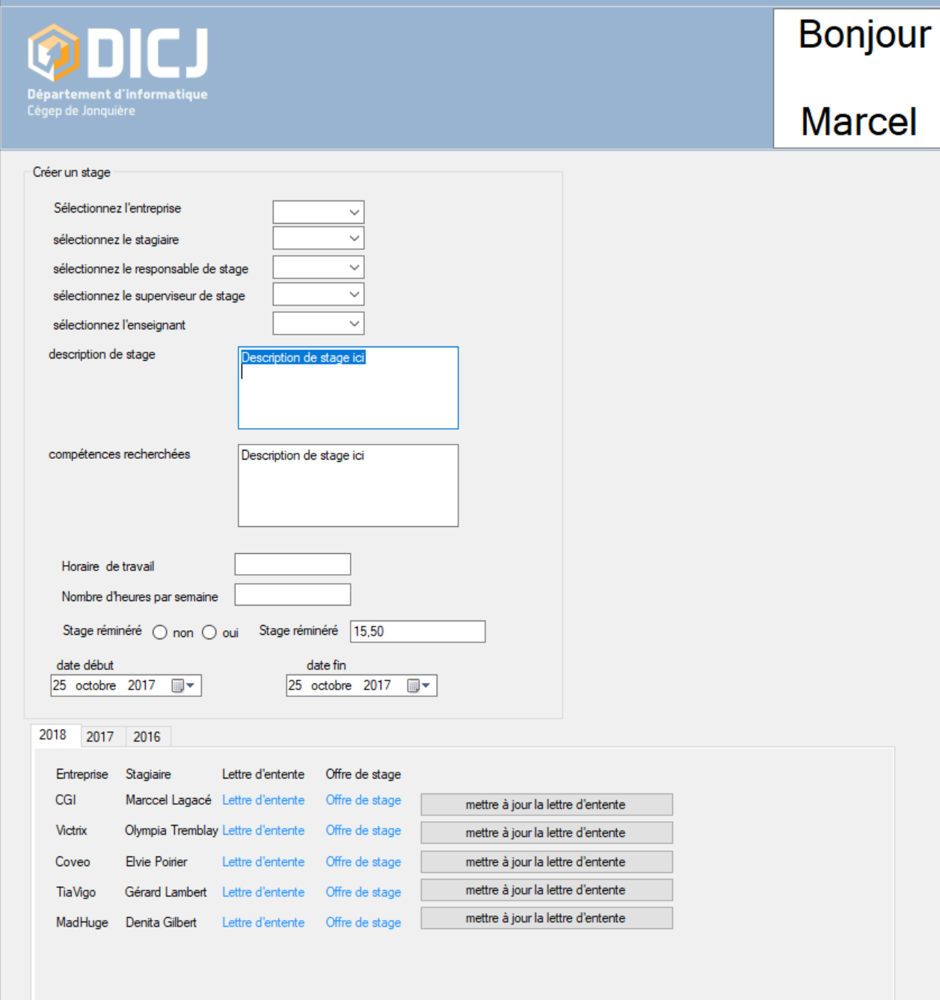 DICJ
Département d'informatique
Cégep de Jonquière
Bonjour
Marcel
Créer un stage
Sélectionnez l'entreprise
sélectionnez le stagiaire
sélectionnez le responsable de stage
sélectionnez le superviseur de stage
sélectionnez l'enseignant
description de stage
Description de stage ici
compétences recherchées
Description de stage ici
Horaire de travail
Nombre d'heures par semaine
Stage réminéré non oui Stage réminéré 15,50
date début date fin
25 octobre 2017 25 octobre 2017
2018 2017 2016
Entreprise Stagiaire Lettre d'entente Offre de stage
CGI Marccel Lagacé Lettre d'entente Offre de stage mettre à jour la lettre d'entente
Victrix Olympia Tremblay Lettre d'entente Offre de stage mettre à jour la lettre d'entente
Coveo Elvie Poirier Lettre d'entente Offre de stage mettre à jour la lettre d'entente
TiaVigo Gérard Lambert Lettre d'entente Offre de stage mettre à jour la lettre d'entente
MadHuge Denita Gilbert Lettre d'entente Offre de stage mettre à jour la lettre d'entente